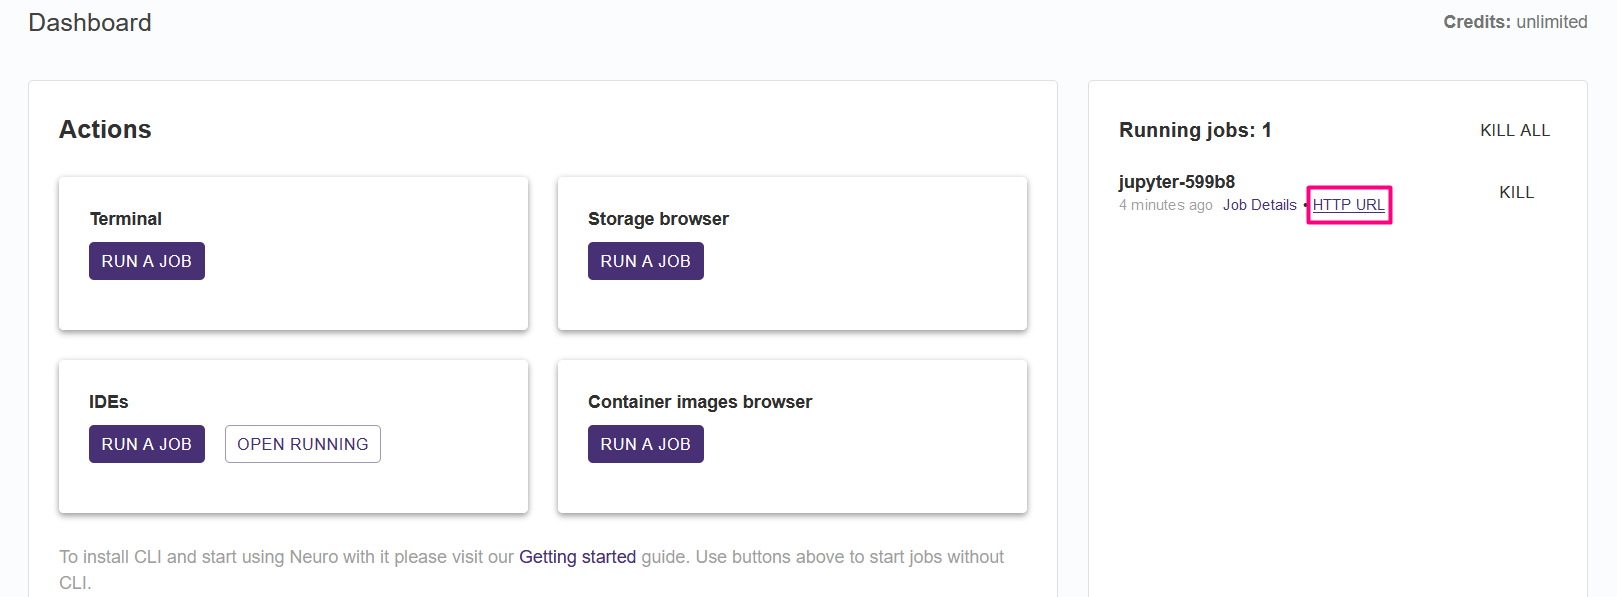 Dashboard
Credits: unlimited
Actions
Terminal
RUN A JOB
Storage browser
RUN A JOB
IDEs
RUN A JOB
OPEN RUNNING
Container images browser
RUN A JOB
To install CLI and start using Neuro with it please visit our Getting started guide. Use buttons above to start jobs without
CLI.
Running jobs: 1
KILL ALL
jupyter-599b8
4 minutes ago Job Details • HTTP URL
KILL